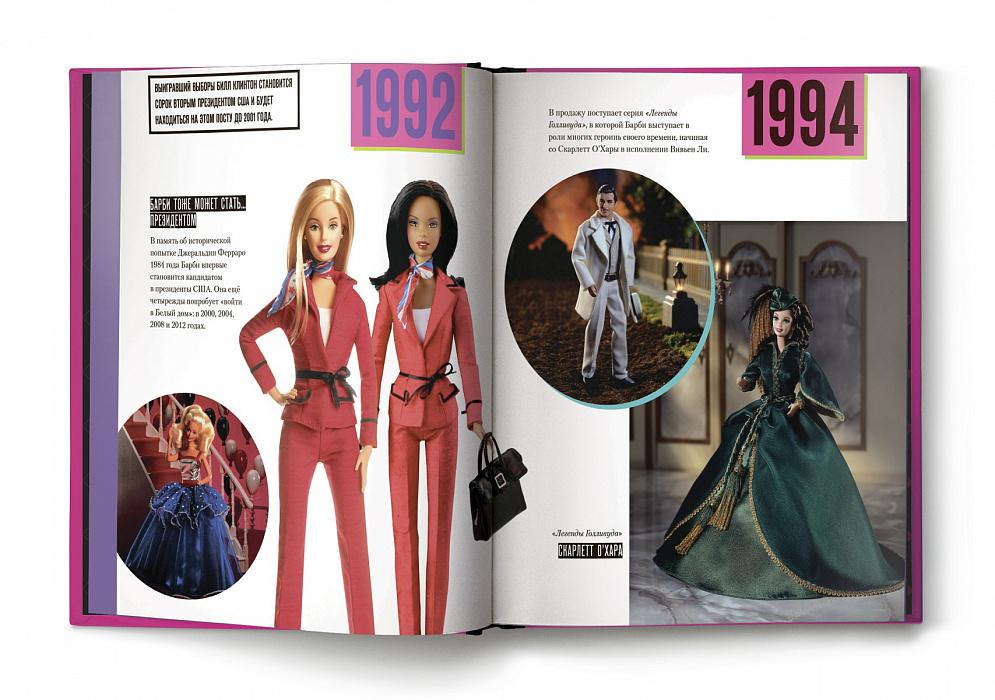 ВЫИГРАВШИЙ ВЫБОРЫ БИЛЛ КЛИНТОН СТАНОВИТСЯ
СОРОК ВТОРЫМ ПРЕЗИДЕНТОМ США И БУДЕТ
НАХОДИТЬСЯ НА ЭТОМ ПОСТУ ДО 2001 ГОДА.
1992
БАРБИ ТОЖЕ МОЖЕТ СТАТЬ...
ПРЕЗИДЕНТОМ
В память об исторической
попытке Джеральдин Ферраро
1984 года Барби впервые
становится кандидатом
в президенты США. Она ещё
четырежды попробует «войти
в Белый дом»: в 2000, 2004,
2008 и 2012 годах.
1994
В продажу поступает серия «Легенды
Голливуда», в которой Барби выступает в
роли многих героинь своего времени, начиная
со Скарлетт О'Хары в исполнении Вивьен Ли.
«Легенды Голливуда»
СКАРЛЕТТ О'ХАРА